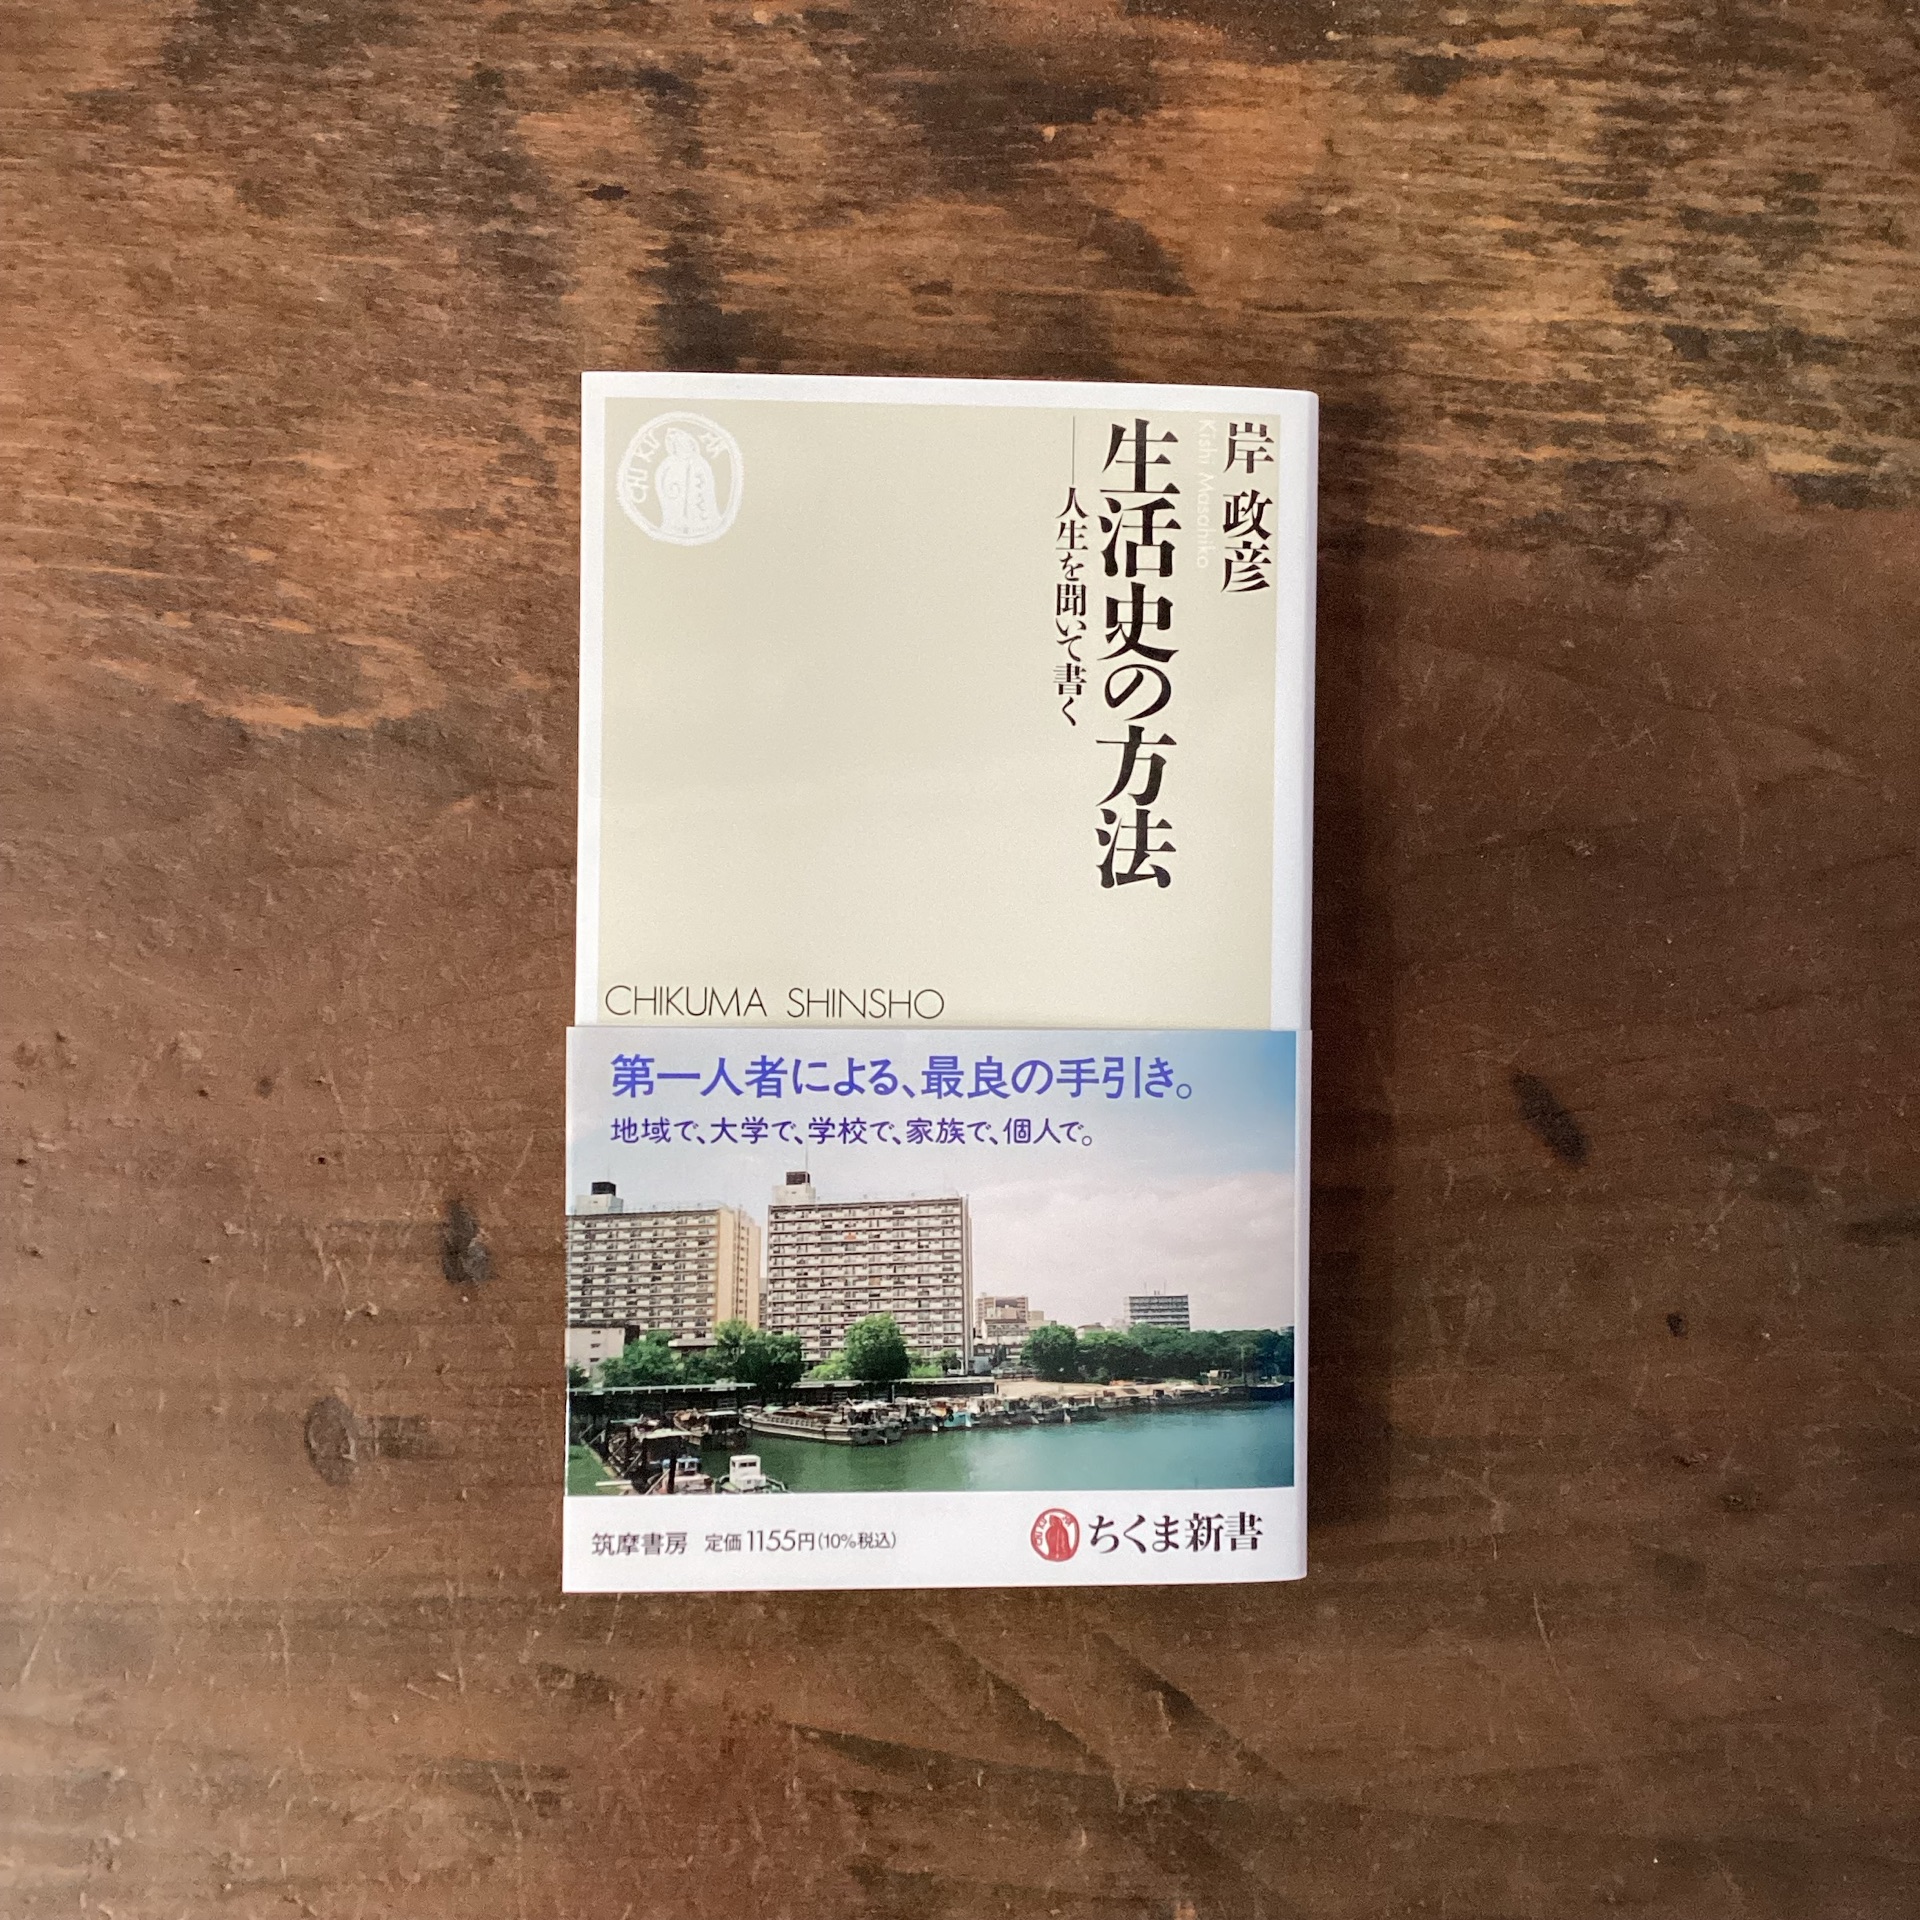 岸 政彦
Kishi Masahiko
生活史の方法
──人生を聞いて書く
CHIKUMA
CHIKUMA SHINSHO
第一人者による、最良の手引き。
地域で、大学で、学校で、家族で、個人で。
筑摩書房 定価1155円(10%税込)
ちくま新書